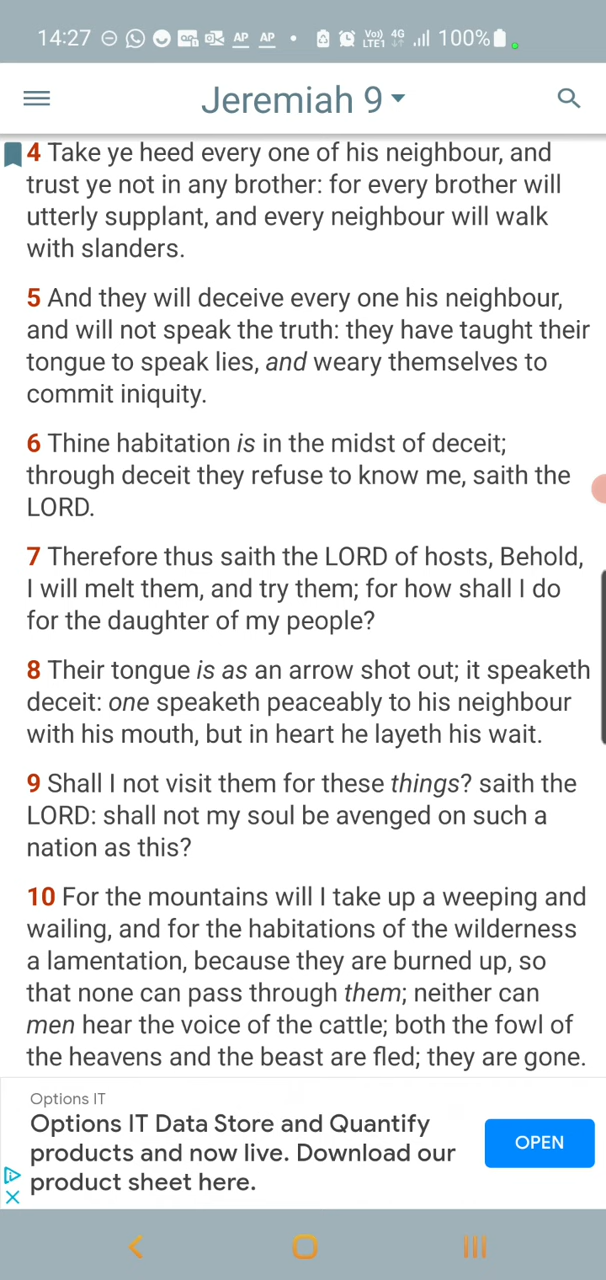 14:27 AP AP Vo) LTE1 4G 100%
Jeremiah 9
4 Take ye heed every one of his neighbour, and
trust ye not in any brother: for every brother will
utterly supplant, and every neighbour will walk
with slanders.
5 And they will deceive every one his neighbour,
and will not speak the truth: they have taught their
tongue to speak lies, and weary themselves to
commit iniquity.
6 Thine habitation is in the midst of deceit;
through deceit they refuse to know me, saith the
LORD.
7 Therefore thus saith the LORD of hosts, Behold,
I will melt them, and try them; for how shall I do
for the daughter of my people?
8 Their tongue is as an arrow shot out; it speaketh
deceit: one speaketh peaceably to his neighbour
with his mouth, but in heart he layeth his wait.
9 Shall I not visit them for these things? saith the
LORD: shall not my soul be avenged on such a
nation as this?
10 For the mountains will I take up a weeping and
wailing, and for the habitations of the wilderness
a lamentation, because they are burned up, so
that none can pass through them; neither can
men hear the voice of the cattle; both the fowl of
the heavens and the beast are fled; they are gone.
Options IT
Options IT Data Store and Quantify
products and now live. Download our
product sheet here.
OPEN